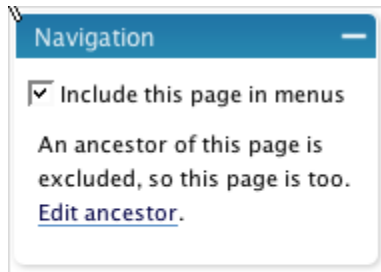 Navigation
Include this page in menus
An ancestor of this page is
excluded, so this page is too.
Edit ancestor.